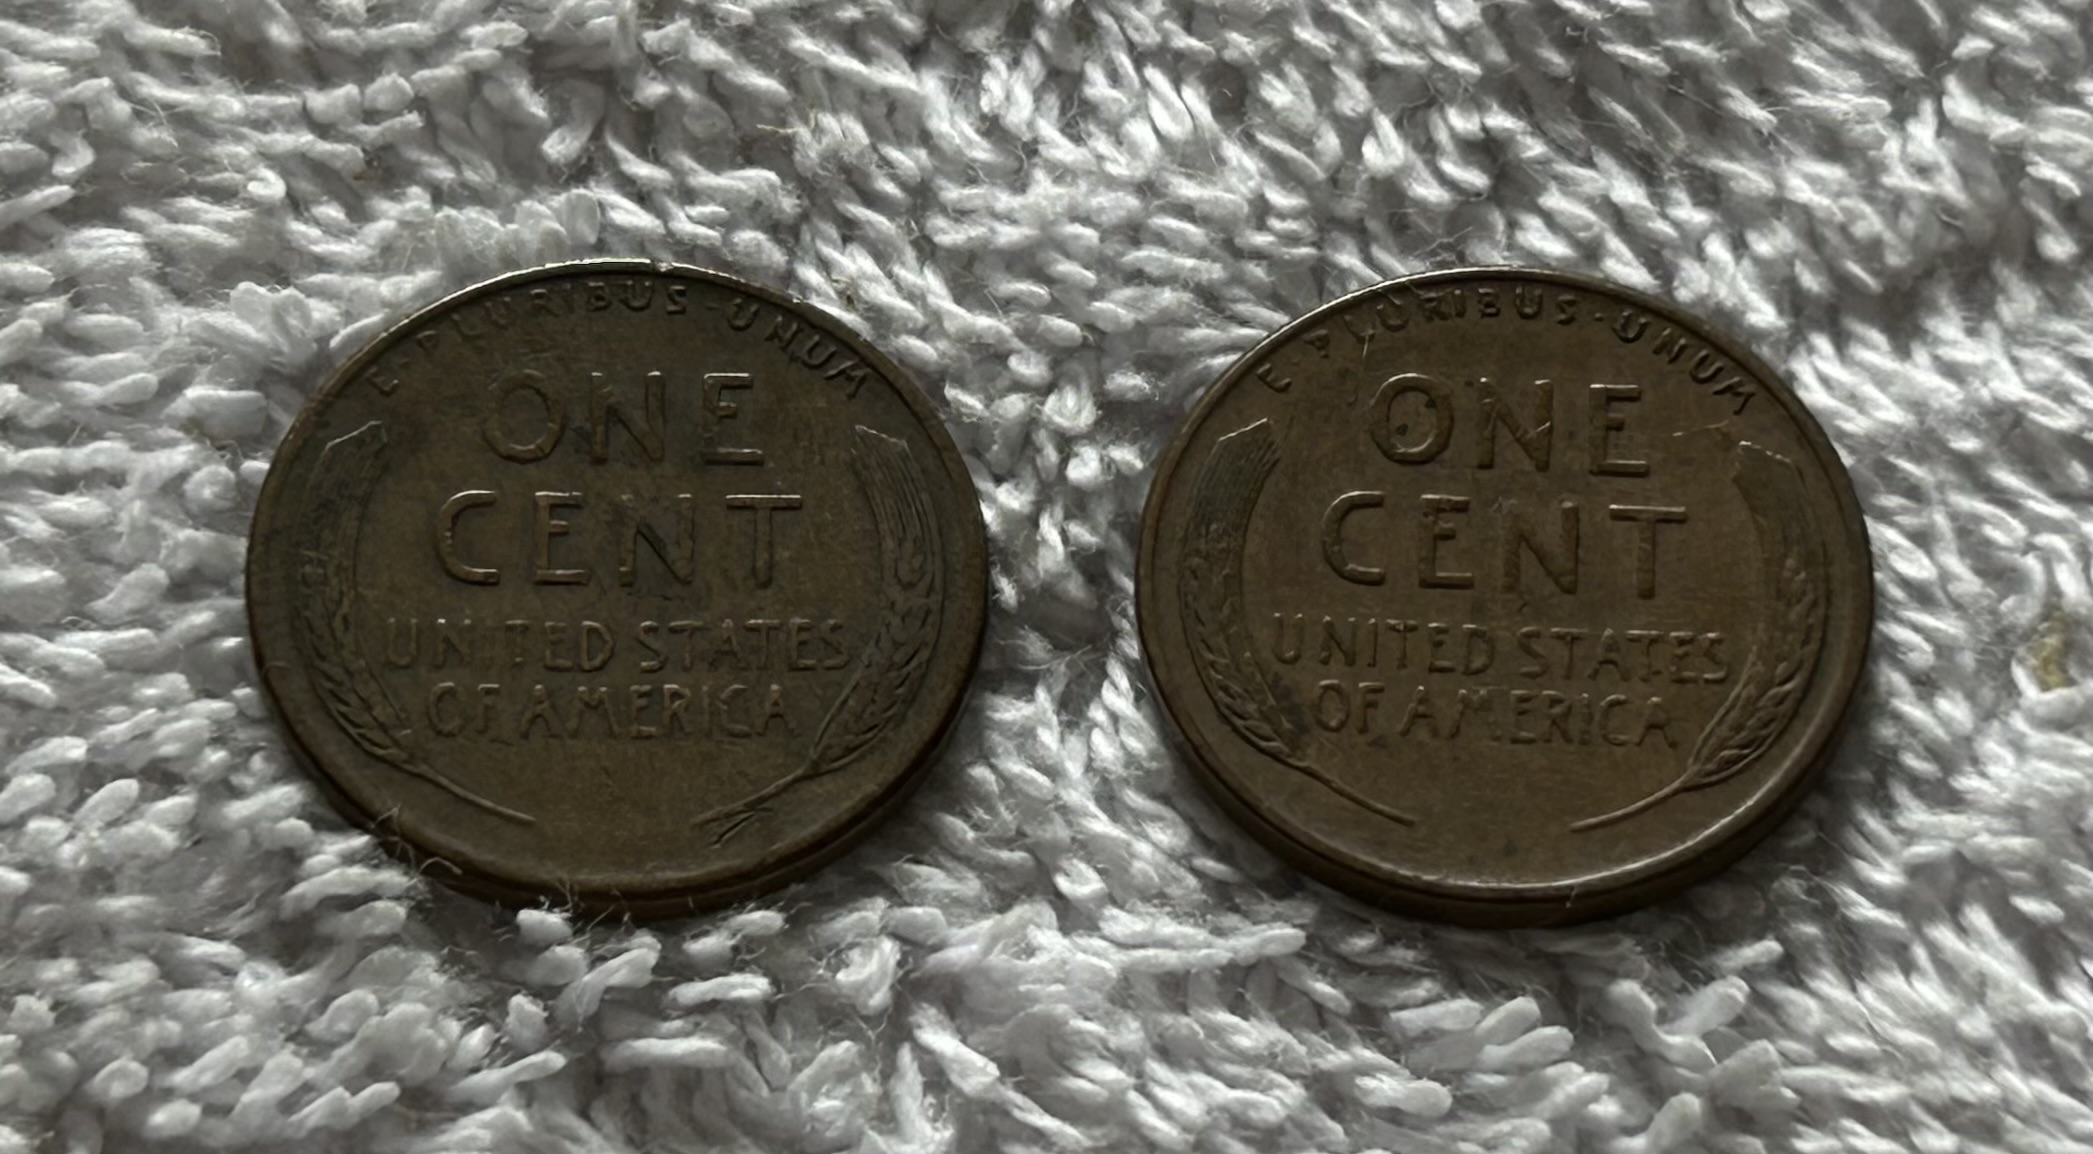 E·PLURIBUS·UNUM
ONE
CENT
UNITED STATES
OF AMERICA
E·PLURIBUS·UNUM
ONE
CENT
UNITED STATES
OF AMERICA